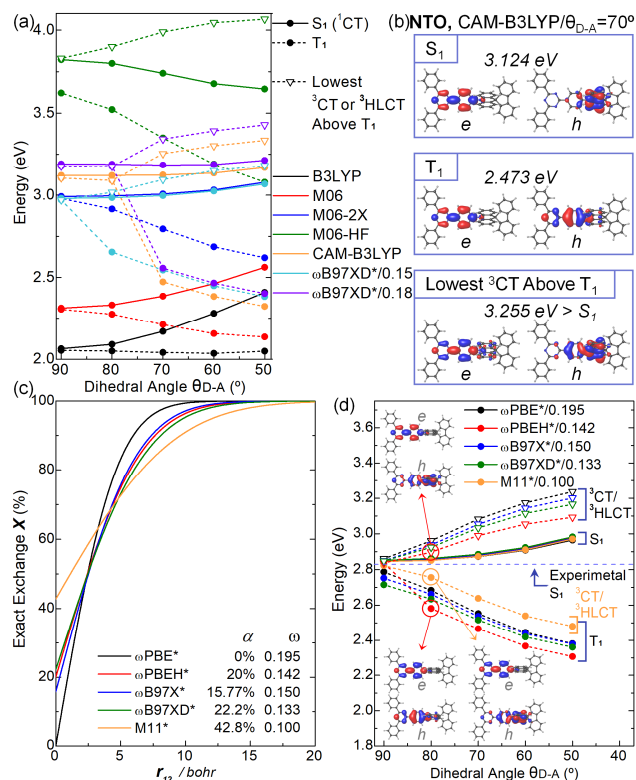 (a)
4.0
3.5
3.0
2.5
2.0
Energy (eV)
90 80 70 60 50
Dihedral Angle θD-A (º)
S₁ (¹CT)
T₁
Lowest
³CT or ³HLCT
Above T₁
B3LYP
M06
M06-2X
M06-HF
CAM-B3LYP
ωB97XD*/0.15
ωB97XD*/0.18
(b) NTO, CAM-B3LYP/θD-A=70º
S₁
3.124 eV
e h
T₁
2.473 eV
e h
Lowest ³CT Above T₁
3.255 eV > S₁
e h
(c)
100
80
60
40
20
0
Exact Exchange X (%)
0 5 10 15 20
r₁₂ / bohr
α ω
ωPBE* 0% 0.195
ωPBEH* 20% 0.142
ωB97X* 15.77% 0.150
ωB97XD* 22.2% 0.133
M11* 42.8% 0.100
(d)
3.6
3.4
3.2
3.0
2.8
2.6
2.4
2.2
2.0
Energy (eV)
90 80 70 60 50 40
Dihedral Angle θD-A (º)
ωPBE*/0.195
ωPBEH*/0.142
ωB97X*/0.150
ωB97XD*/0.133
M11*/0.100
e
h
³CT/
³HLCT
S₁
Experimetal
S₁
³CT/
³HLCT
T₁
e e
h h